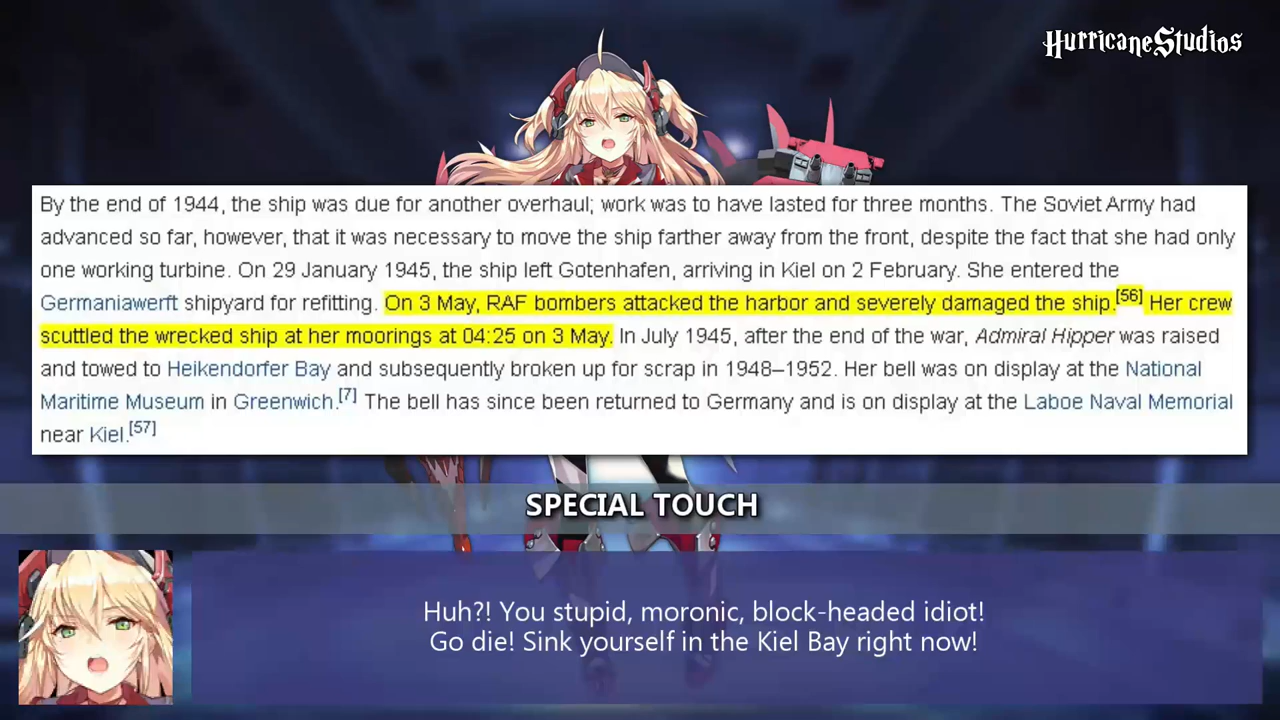 HurricaneStudios
By the end of 1944, the ship was due for another overhaul; work was to have lasted for three months. The Soviet Army had
advanced so far, however, that it was necessary to move the ship farther away from the front, despite the fact that she had only
one working turbine. On 29 January 1945, the ship left Gotenhafen, arriving in Kiel on 2 February. She entered the
Germaniawerft shipyard for refitting. On 3 May, RAF bombers attacked the harbor and severely damaged the ship.[56] Her crew
scuttled the wrecked ship at her moorings at 04:25 on 3 May. In July 1945, after the end of the war, Admiral Hipper was raised
and towed to Heikendorfer Bay and subsequently broken up for scrap in 1948–1952. Her bell was on display at the National
Maritime Museum in Greenwich.[7] The bell has since been returned to Germany and is on display at the Laboe Naval Memorial
near Kiel.[57]
SPECIAL TOUCH
Huh?! You stupid, moronic, block-headed idiot!
Go die! Sink yourself in the Kiel Bay right now!